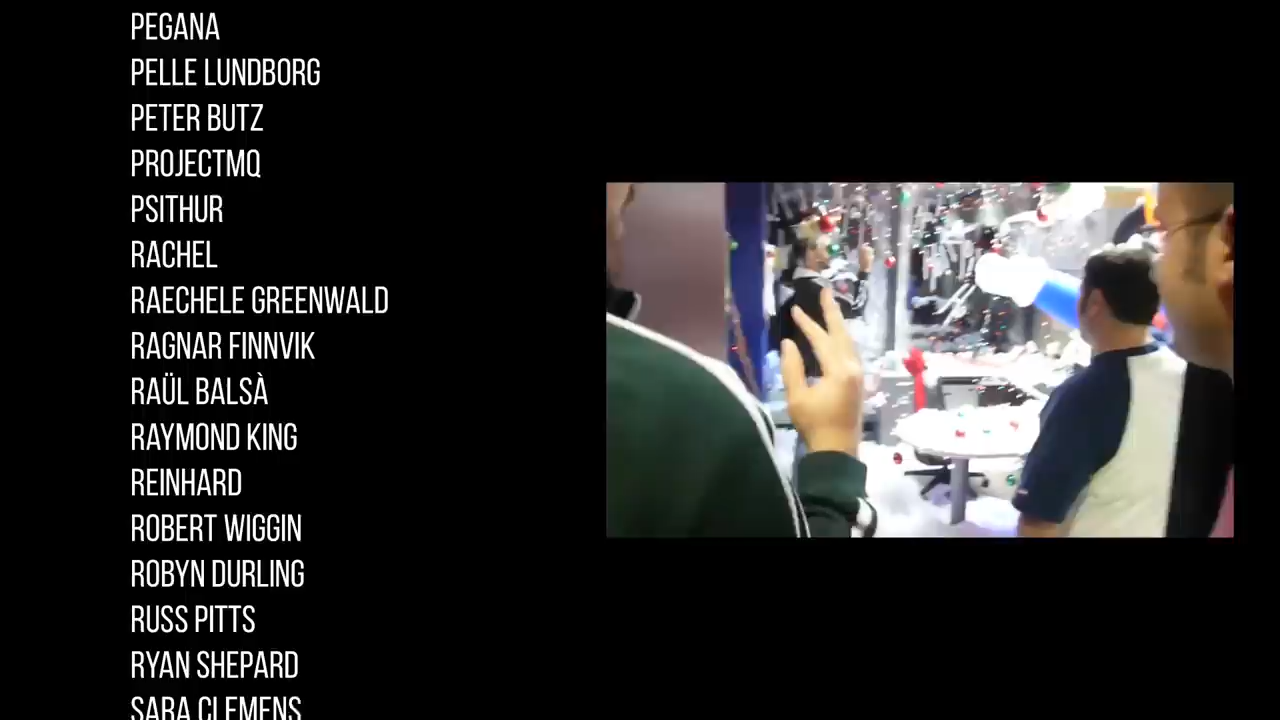 PEGANA
PELLE LUNDBORG
PETER BUTZ
PROJECTMQ
PSITHUR
RACHEL
RAECHELE GREENWALD
RAGNAR FINNVIK
RAÜL BALSÀ
RAYMOND KING
REINHARD
ROBERT WIGGIN
ROBYN DURLING
RUSS PITTS
RYAN SHEPARD
SARA CLEMENS